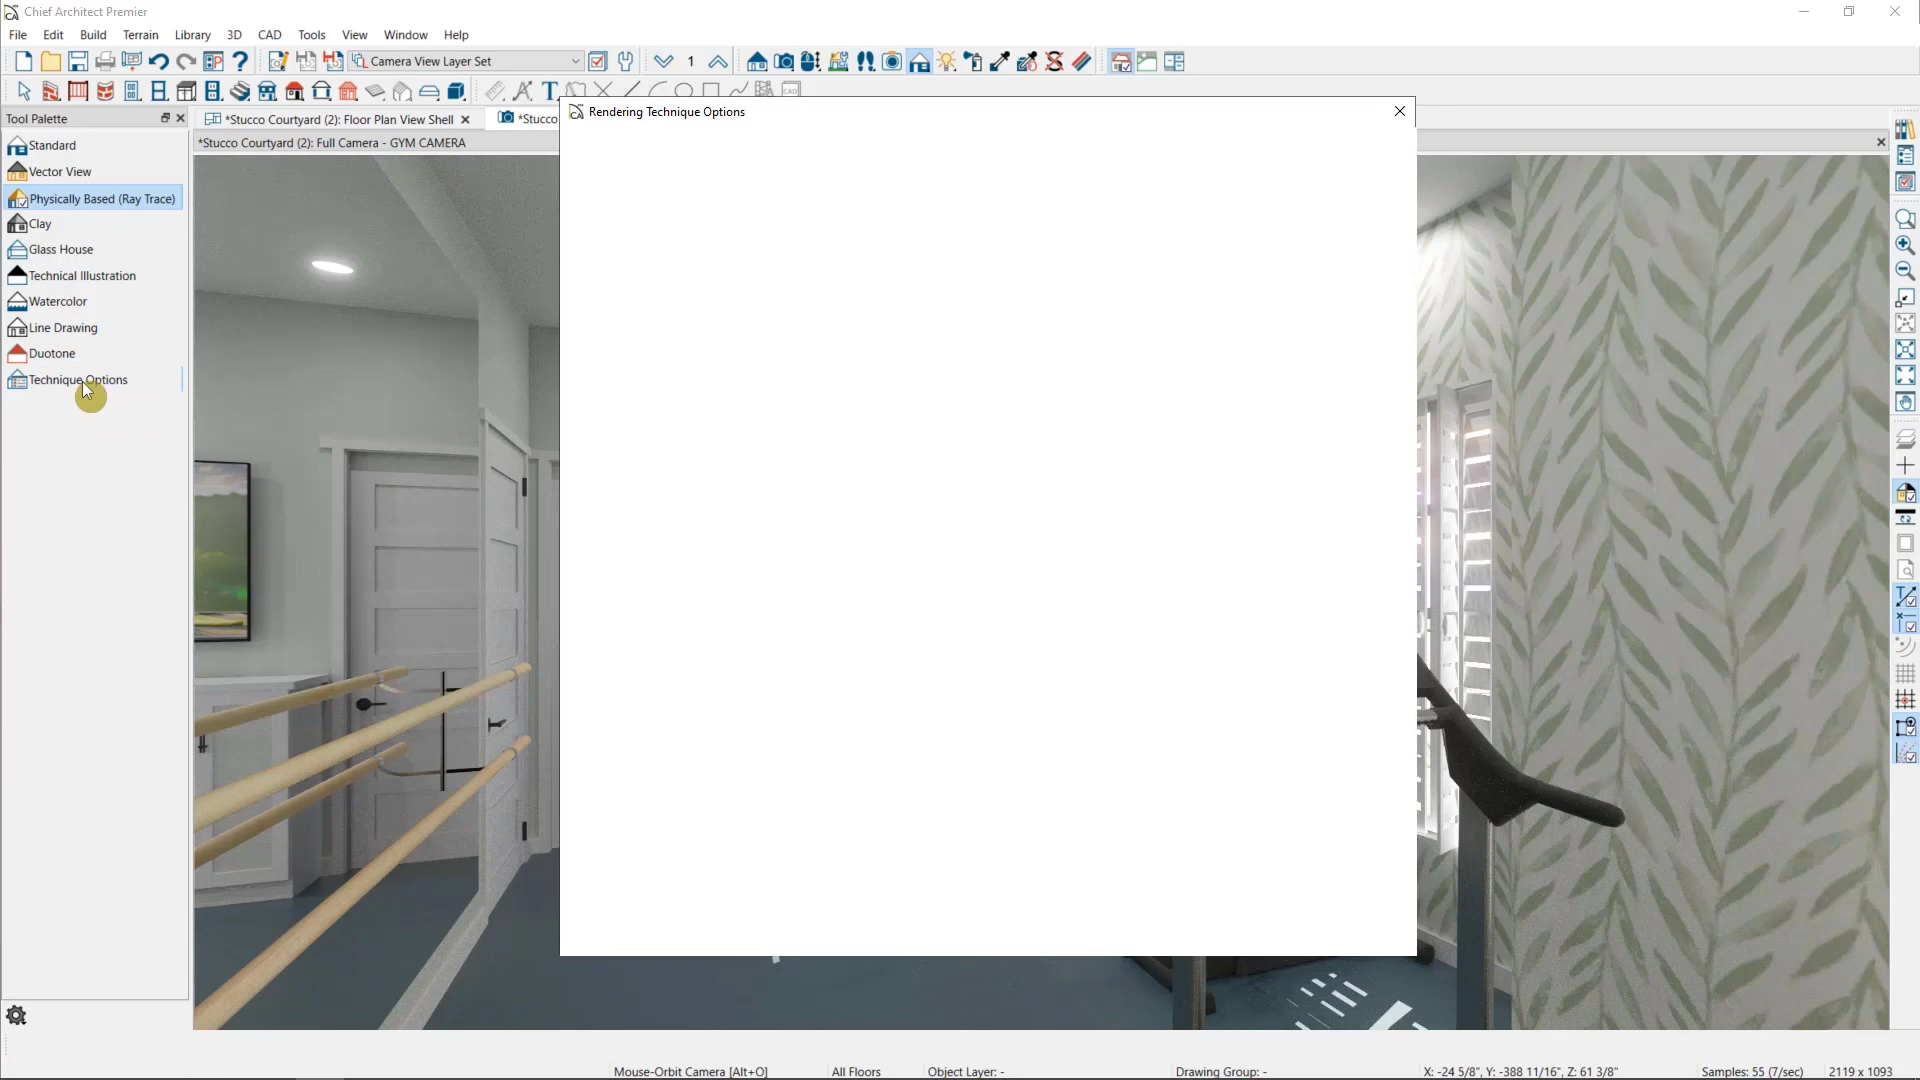 Chief Architect Premier
File Edit Build Terrain Library 3D CAD Tools View Window Help
Camera View Layer Set 1
Tool Palette
*Stucco Courtyard (2): Floor Plan View Shell
*Stucco
Rendering Technique Options
*Stucco Courtyard (2): Full Camera - GYM CAMERA
Standard
Vector View
Physically Based (Ray Trace)
Clay
Glass House
Technical Illustration
Watercolor
Line Drawing
Duotone
Technique Options
Mouse-Orbit Camera [Alt+O] All Floors Object Layer: - Drawing Group: - X: -24 5/8", Y: -388 11/16", Z: 61 3/8" Samples: 55 (7/sec) 2119 x 1093